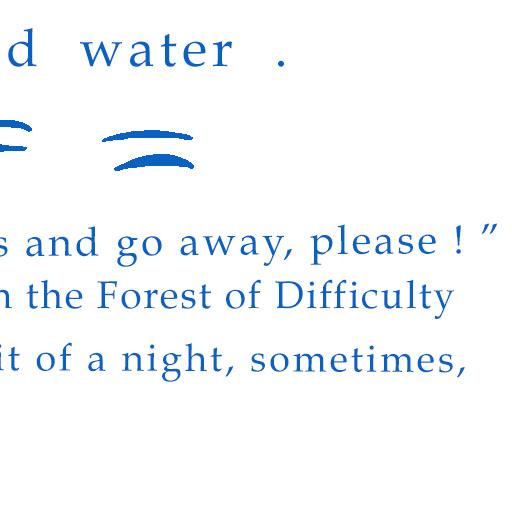 d water .
s and go away, please ! ”
n the Forest of Difficulty
it of a night, sometimes,